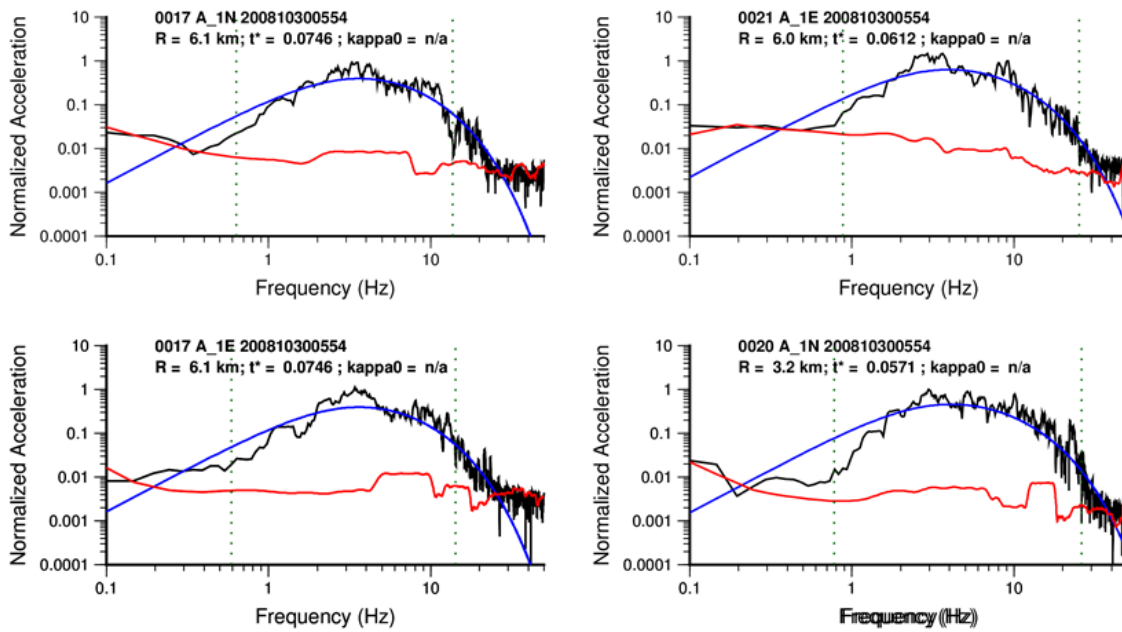 0017 A_1N 200810300554
R = 6.1 km; t* = 0.0746 ; kappa0 = n/a
Normalized Acceleration
10
1
0.1
0.01
0.001
0.0001
0.1
1
10
Frequency (Hz)
0021 A_1E 200810300554
R = 6.0 km; t* = 0.0612 ; kappa0 = n/a
Normalized Acceleration
10
1
0.1
0.01
0.001
0.0001
0.1
1
10
Frequency (Hz)
0017 A_1E 200810300554
R = 6.1 km; t* = 0.0746 ; kappa0 = n/a
Normalized Acceleration
10
1
0.1
0.01
0.001
0.0001
0.1
1
10
Frequency (Hz)
0020 A_1N 200810300554
R = 3.2 km; t* = 0.0571 ; kappa0 = n/a
Normalized Acceleration
10
1
0.1
0.01
0.001
0.0001
0.1
1
10
Frequency (Hz)